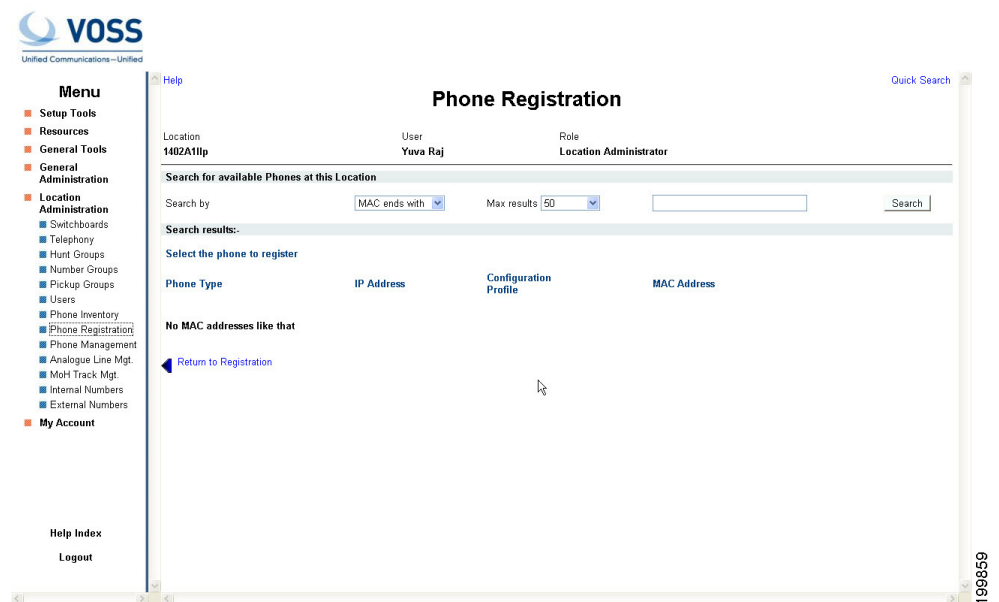 VOSS
Unified Communications—Unified
Menu
Setup Tools
Resources
General Tools
General
Administration
Location
Administration
Switchboards
Telephony
Hunt Groups
Number Groups
Pickup Groups
Users
Phone Inventory
Phone Registration
Phone Management
Analogue Line Mgt.
MoH Track Mgt.
Internal Numbers
External Numbers
My Account
Help Index
Logout
Help
Quick Search
Phone Registration
Location User Role
1402A1llp Yuva Raj Location Administrator
Search for available Phones at this Location
Search by MAC ends with Max results 50 Search
Search results:-
Select the phone to register
Phone Type IP Address Configuration Profile MAC Address
No MAC addresses like that
Return to Registration
199859